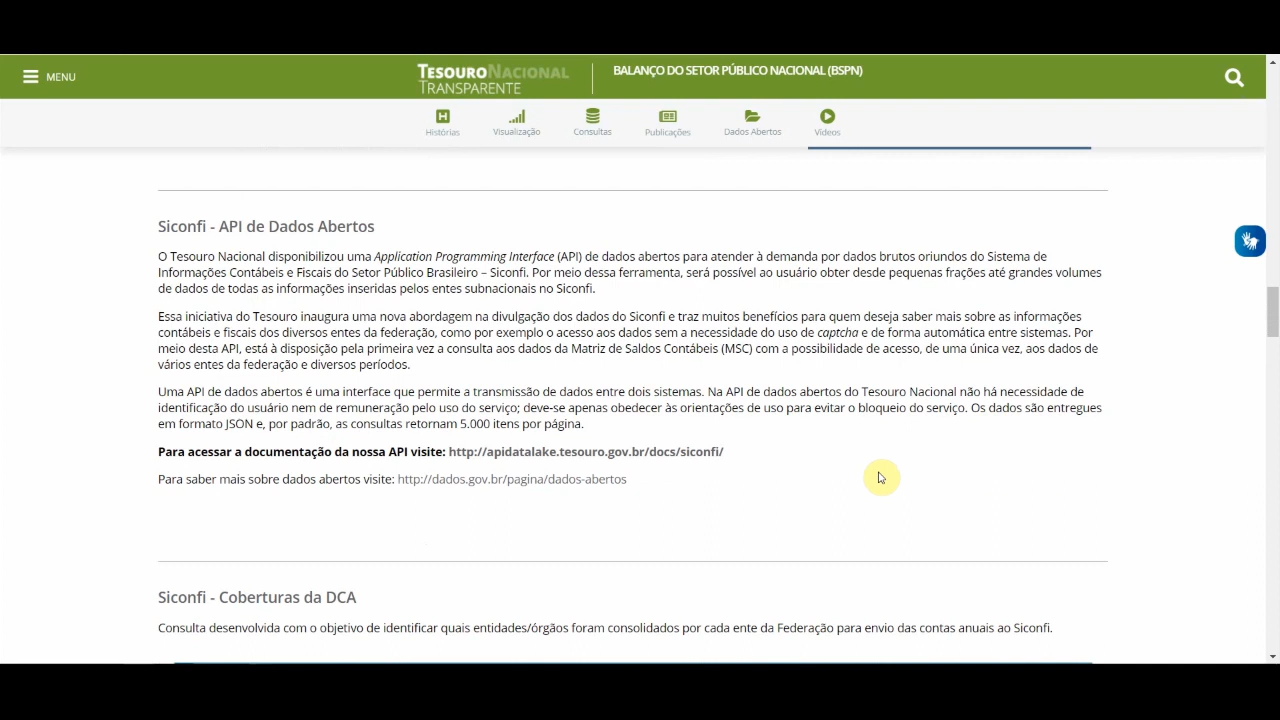 MENU
TESOURO NACIONAL
TRANSPARENTE
BALANÇO DO SETOR PÚBLICO NACIONAL (BSPN)
Histórias
Visualização
Consultas
Publicações
Dados Abertos
Vídeos
Siconfi - API de Dados Abertos
O Tesouro Nacional disponibilizou uma Application Programming Interface (API) de dados abertos para atender à demanda por dados brutos oriundos do Sistema de
Informações Contábeis e Fiscais do Setor Público Brasileiro – Siconfi. Por meio dessa ferramenta, será possível ao usuário obter desde pequenas frações até grandes volumes
de dados de todas as informações inseridas pelos entes subnacionais no Siconfi.
Essa iniciativa do Tesouro inaugura uma nova abordagem na divulgação dos dados do Siconfi e traz muitos benefícios para quem deseja saber mais sobre as informações
contábeis e fiscais dos diversos entes da federação, como por exemplo o acesso aos dados sem a necessidade do uso de captcha e de forma automática entre sistemas. Por
meio desta API, está à disposição pela primeira vez a consulta aos dados da Matriz de Saldos Contábeis (MSC) com a possibilidade de acesso, de uma única vez, aos dados de
vários entes da federação e diversos períodos.
Uma API de dados abertos é uma interface que permite a transmissão de dados entre dois sistemas. Na API de dados abertos do Tesouro Nacional não há necessidade de
identificação do usuário nem de remuneração pelo uso do serviço; deve-se apenas obedecer às orientações de uso para evitar o bloqueio do serviço. Os dados são entregues
em formato JSON e, por padrão, as consultas retornam 5.000 itens por página.
Para acessar a documentação da nossa API visite: http://apidatalake.tesouro.gov.br/docs/siconfi/
Para saber mais sobre dados abertos visite: http://dados.gov.br/pagina/dados-abertos
Siconfi - Coberturas da DCA
Consulta desenvolvida com o objetivo de identificar quais entidades/órgãos foram consolidados por cada ente da Federação para envio das contas anuais ao Siconfi.